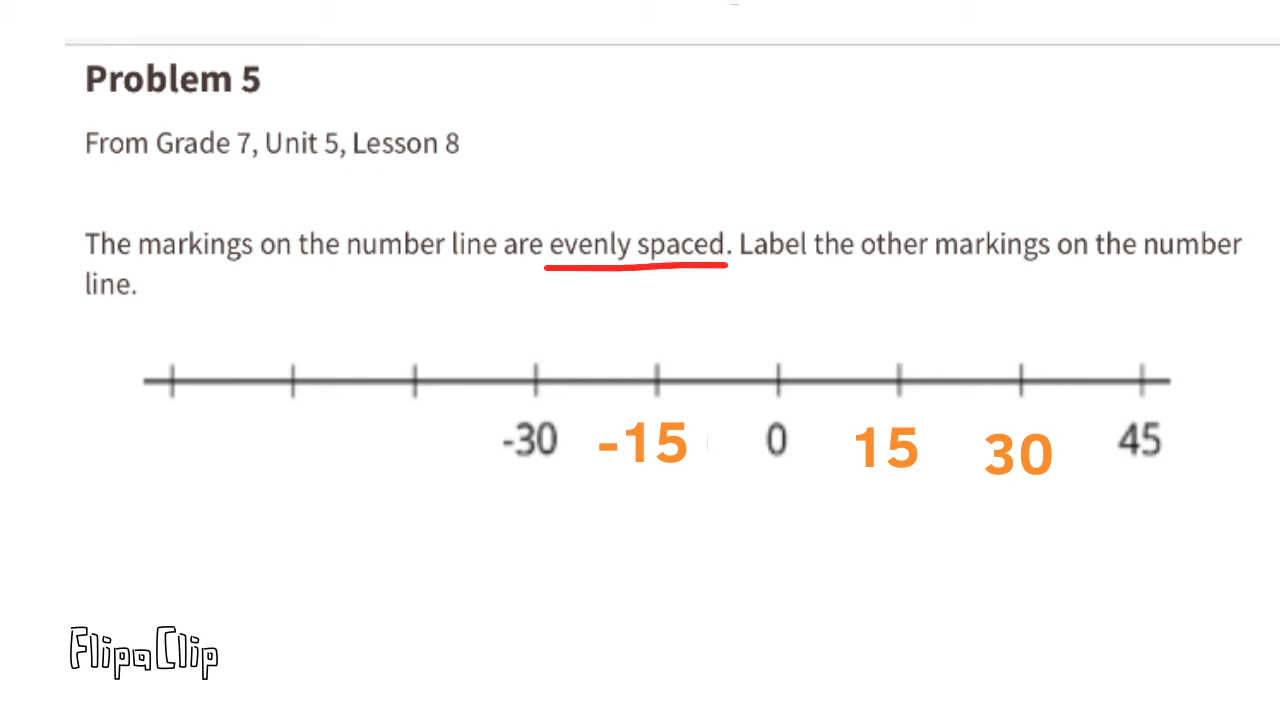 Problem 5
From Grade 7, Unit 5, Lesson 8
The markings on the number line are evenly spaced. Label the other markings on the number
line.
-30 -15 0 15 30 45
FlipaClip